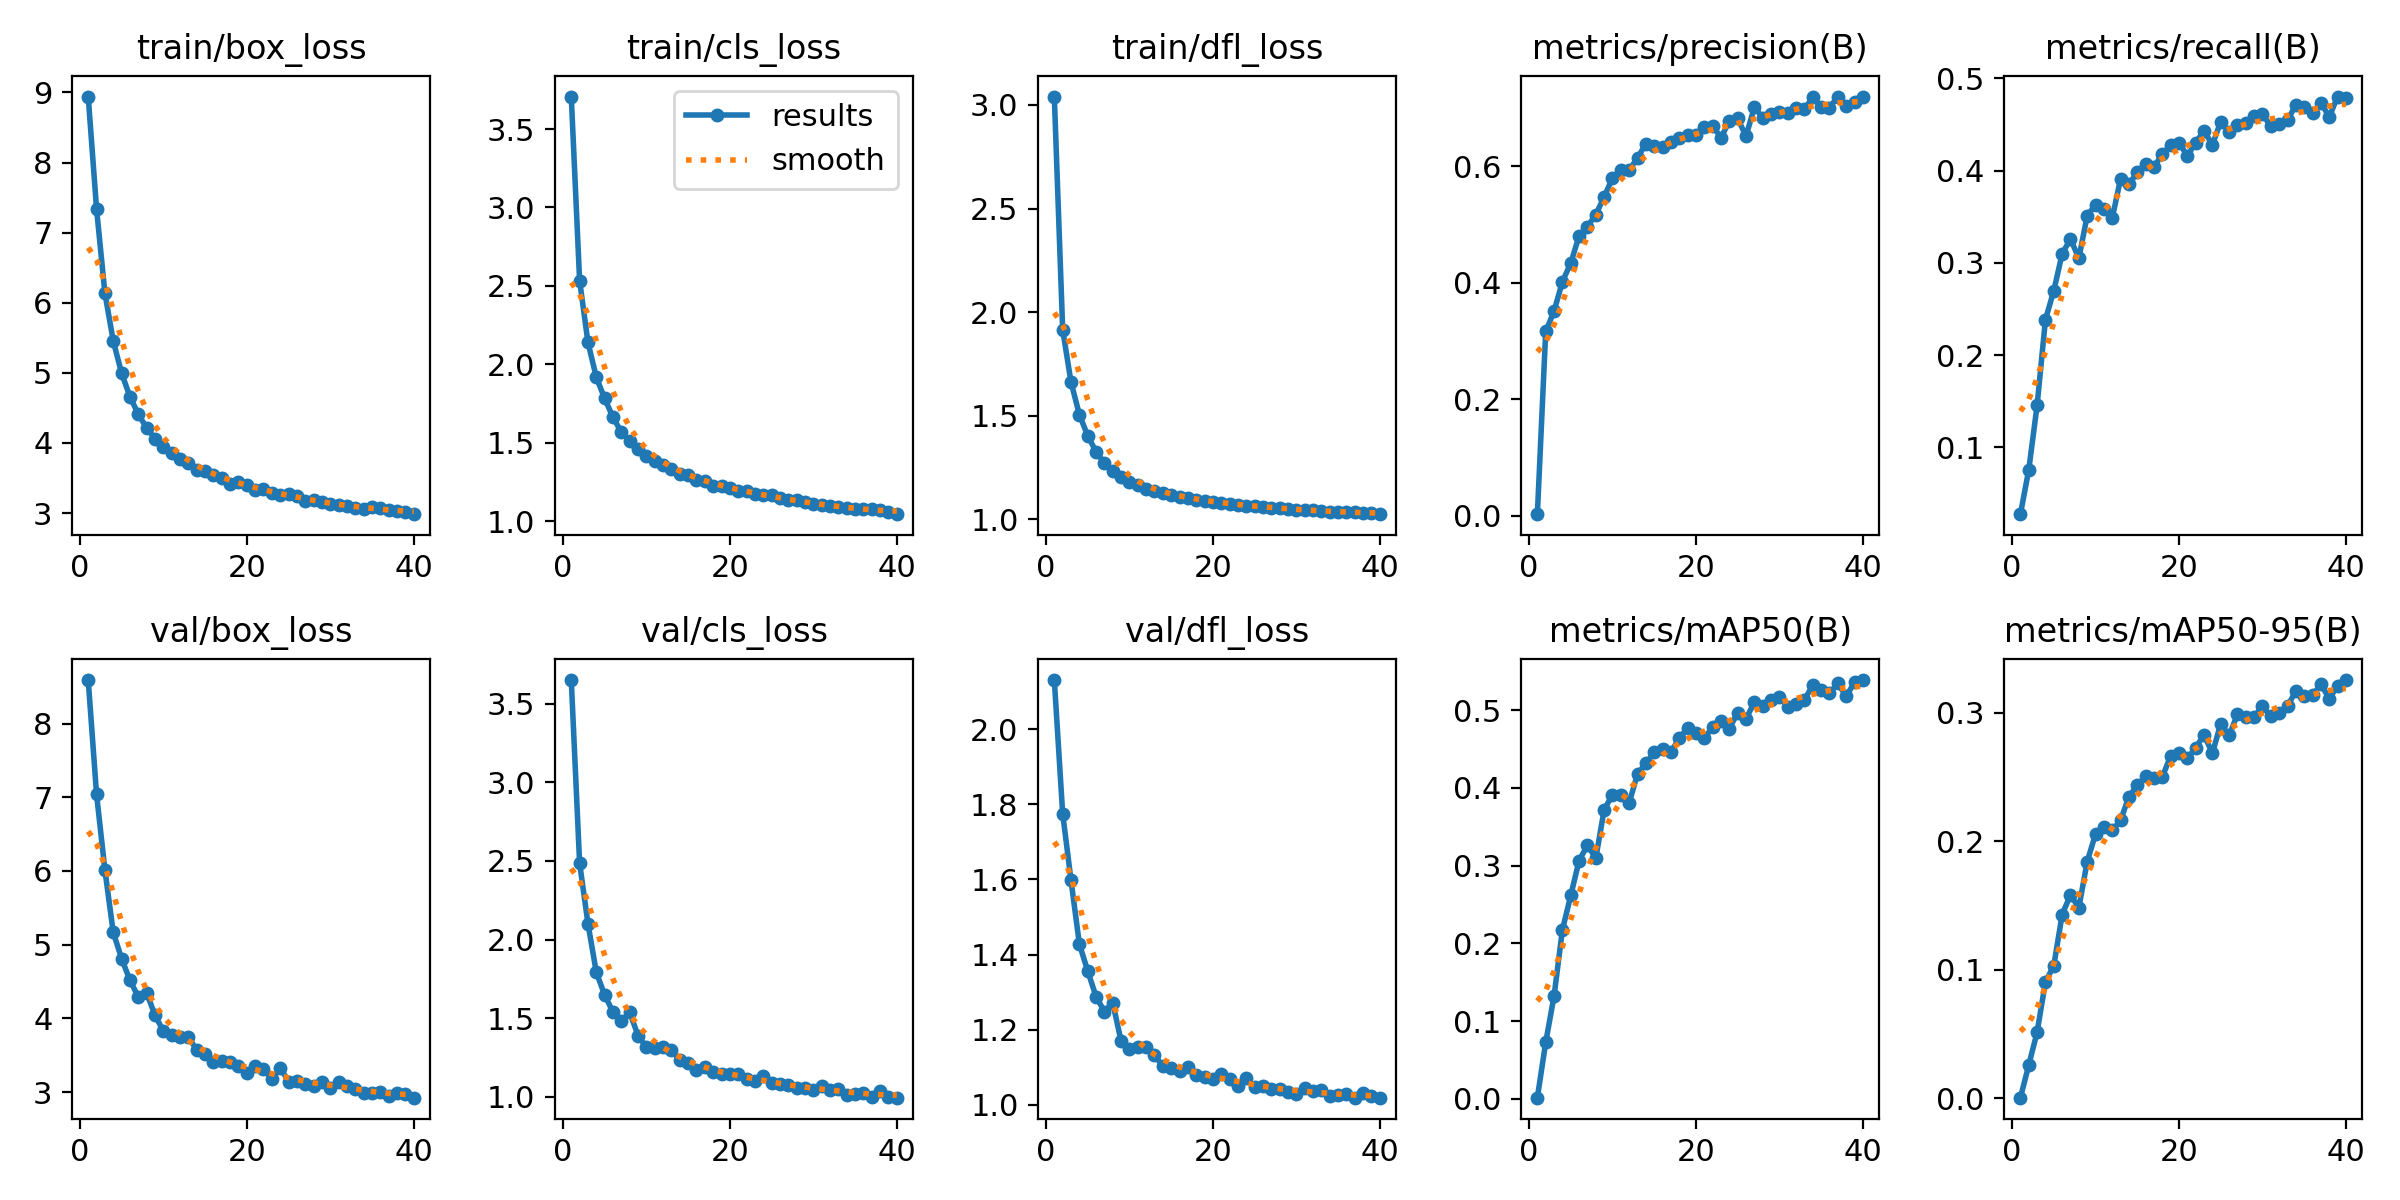 train/box_loss
9
8
7
6
5
4
3
0 20 40
train/cls_loss
results
smooth
3.5
3.0
2.5
2.0
1.5
1.0
0 20 40
train/dfl_loss
3.0
2.5
2.0
1.5
1.0
0 20 40
metrics/precision(B)
0.6
0.4
0.2
0.0
0 20 40
metrics/recall(B)
0.5
0.4
0.3
0.2
0.1
0 20 40
val/box_loss
8
7
6
5
4
3
0 20 40
val/cls_loss
3.5
3.0
2.5
2.0
1.5
1.0
0 20 40
val/dfl_loss
2.0
1.8
1.6
1.4
1.2
1.0
0 20 40
metrics/mAP50(B)
0.5
0.4
0.3
0.2
0.1
0.0
0 20 40
metrics/mAP50-95(B)
0.3
0.2
0.1
0.0
0 20 40